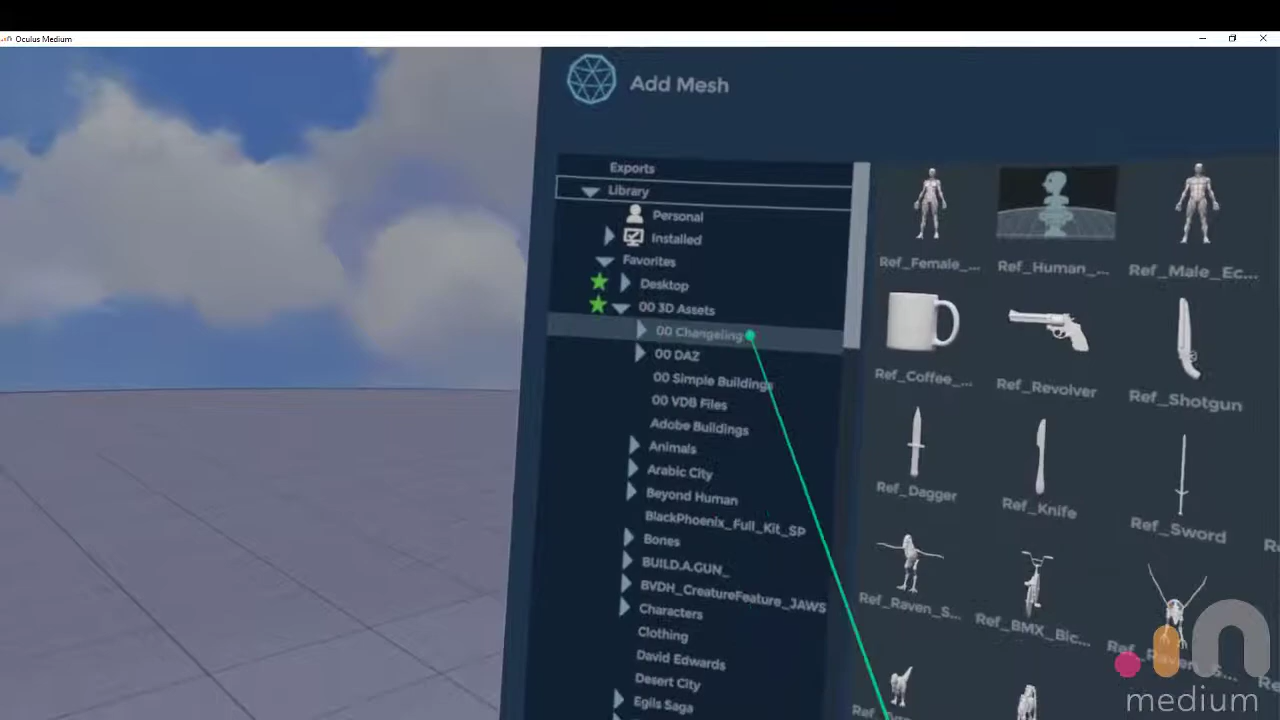 Oculus Medium
Add Mesh
Exports
Library
Personal
Installed
Favorites
Desktop
00 3D Assets
00 Changeling
00 DAZ
00 Simple Buildings
00 VDB Files
Adobe Buildings
Animals
Arabic City
Beyond Human
BlackPhoenix_Full_Kit_SP
Bones
BUILD.A.GUN_
BVDH_CreatureFeature_JAWS
Characters
Clothing
David Edwards
Desert City
Egils Saga
Ref_Female_...
Ref_Human_...
Ref_Male_Ec...
Ref_Coffee_...
Ref_Revolver
Ref_Shotgun
Ref_Dagger
Ref_Knife
Ref_Sword
Ref_Raven_S...
Ref_BMX_Bic...
Ref_Raven_S...
medium